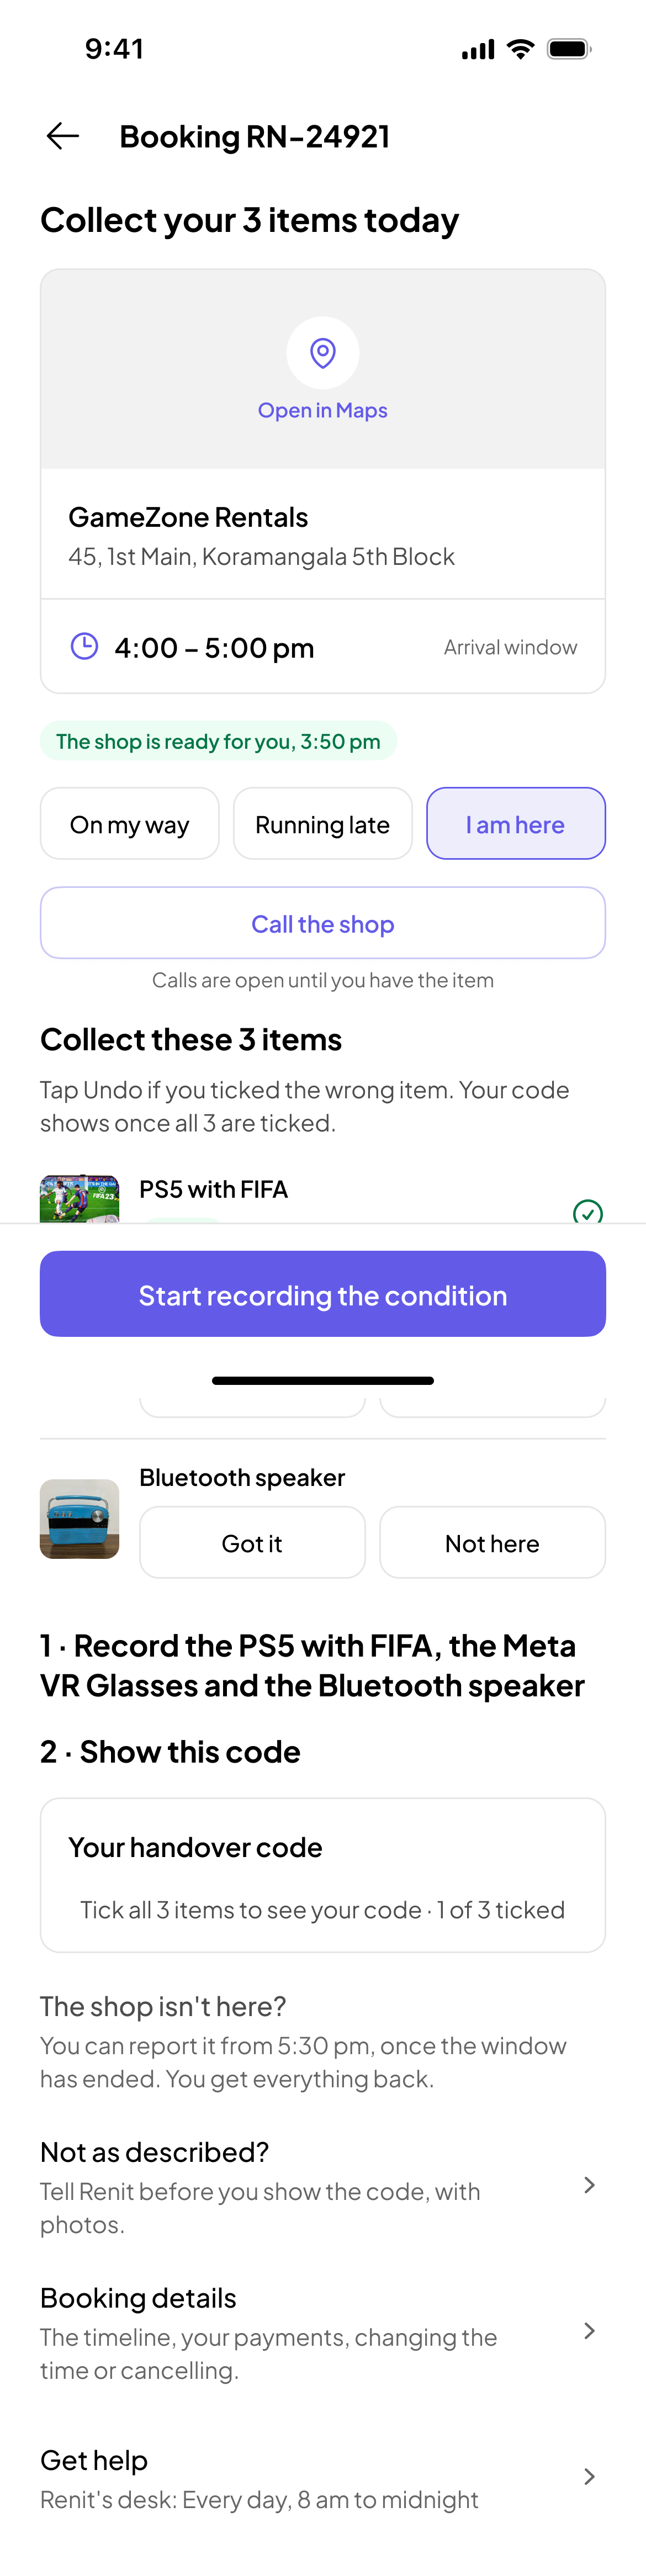 9:41
Booking RN-24921
Collect your 3 items today
Open in Maps
GameZone Rentals
45, 1st Main, Koramangala 5th Block
4:00 – 5:00 pm
Arrival window
The shop is ready for you, 3:50 pm
On my way
Running late
I am here
Call the shop
Calls are open until you have the item
Collect these 3 items
Tap Undo if you ticked the wrong item. Your code
shows once all 3 are ticked.
PS5 with FIFA
FIFA 23
Start recording the condition
Bluetooth speaker
Got it
Not here
1 · Record the PS5 with FIFA, the Meta
VR Glasses and the Bluetooth speaker
2 · Show this code
Your handover code
Tick all 3 items to see your code · 1 of 3 ticked
The shop isn't here?
You can report it from 5:30 pm, once the window
has ended. You get everything back.
Not as described?
Tell Renit before you show the code, with
photos.
Booking details
The timeline, your payments, changing the
time or cancelling.
Get help
Renit's desk: Every day, 8 am to midnight